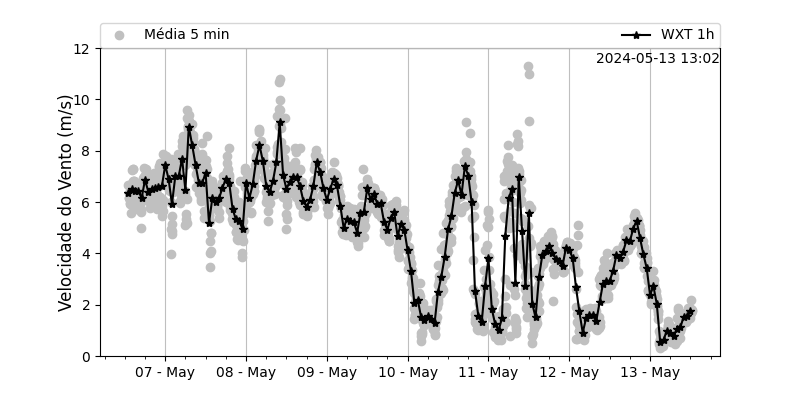 Média 5 min
WXT 1h
2024-05-13 13:02
Velocidade do Vento (m/s)
12
10
8
6
4
2
0
07 - May
08 - May
09 - May
10 - May
11 - May
12 - May
13 - May